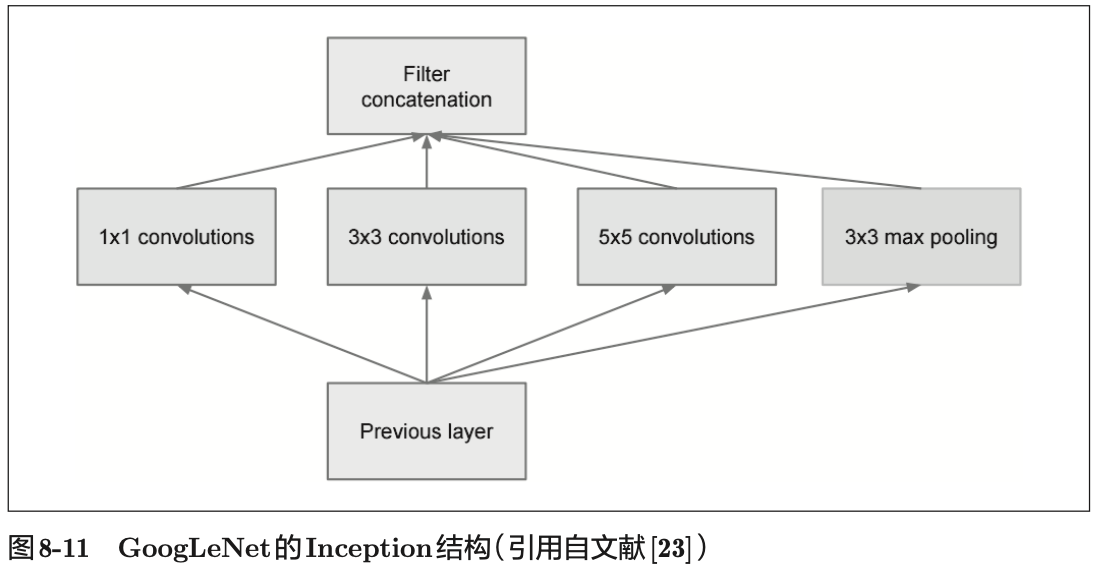 Filter
concatenation
1x1 convolutions
3x3 convolutions
5x5 convolutions
3x3 max pooling
Previous layer
图8-11 GoogLeNet的Inception结构（引用自文献[23]）